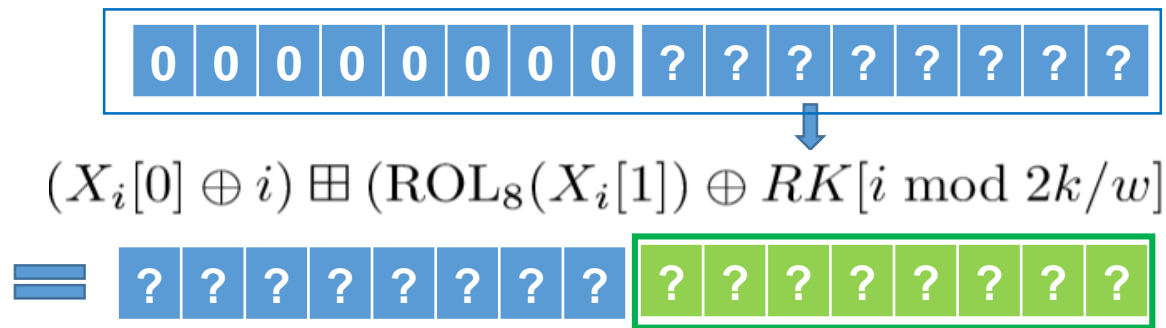 0 0 0 0 0 0 0 0 ? ? ? ? ? ? ? ?
(X_i[0] ⊕ i) ⊞ (ROL_8(X_i[1]) ⊕ RK[i mod 2k/w]
= ? ? ? ? ? ? ? ? ? ? ? ? ? ? ? ?